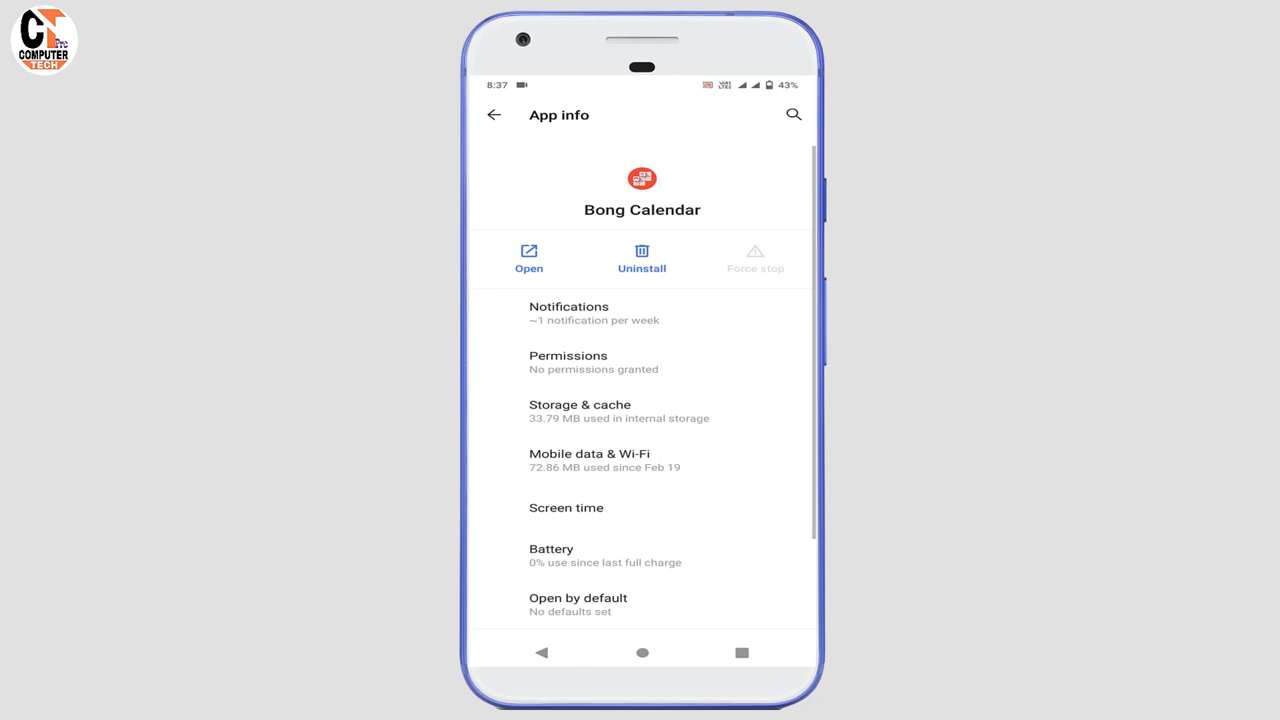 CT
Pro
COMPUTER
TECH
8:37
43%
App info
Bong Calendar
Open
Uninstall
Force stop
Notifications
~1 notification per week
Permissions
No permissions granted
Storage & cache
33.79 MB used in internal storage
Mobile data & Wi-Fi
72.86 MB used since Feb 19
Screen time
Battery
0% use since last full charge
Open by default
No defaults set